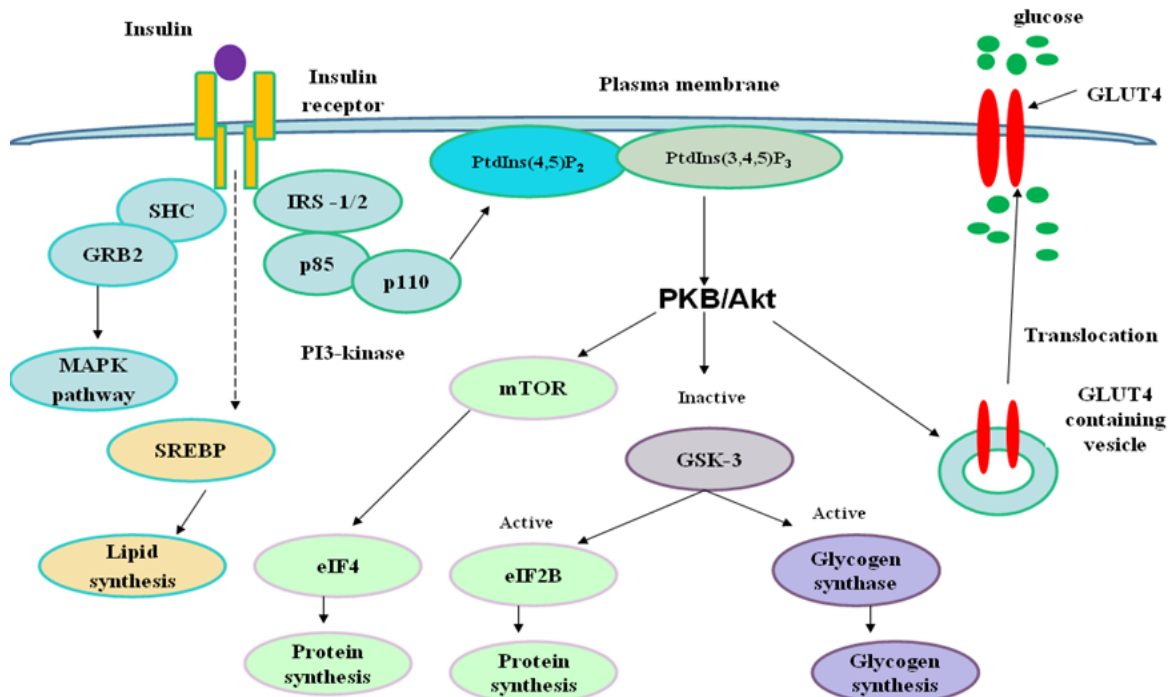 Insulin
glucose
Insulin
receptor
Plasma membrane
GLUT4
PtdIns(4,5)P2
PtdIns(3,4,5)P3
SHC
IRS -1/2
GRB2
p85
p110
PKB/Akt
Translocation
PI3-kinase
MAPK
pathway
mTOR
Inactive
GLUT4
containing
vesicle
SREBP
GSK-3
Active
Active
Lipid
synthesis
eIF4
eIF2B
Glycogen
synthase
Protein
synthesis
Protein
synthesis
Glycogen
synthesis